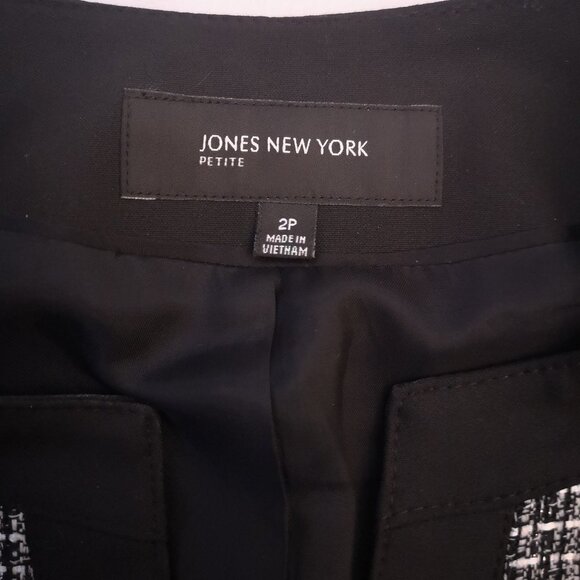 JONES NEW YORK
PETITE
2P
MADE IN
VIETNAM